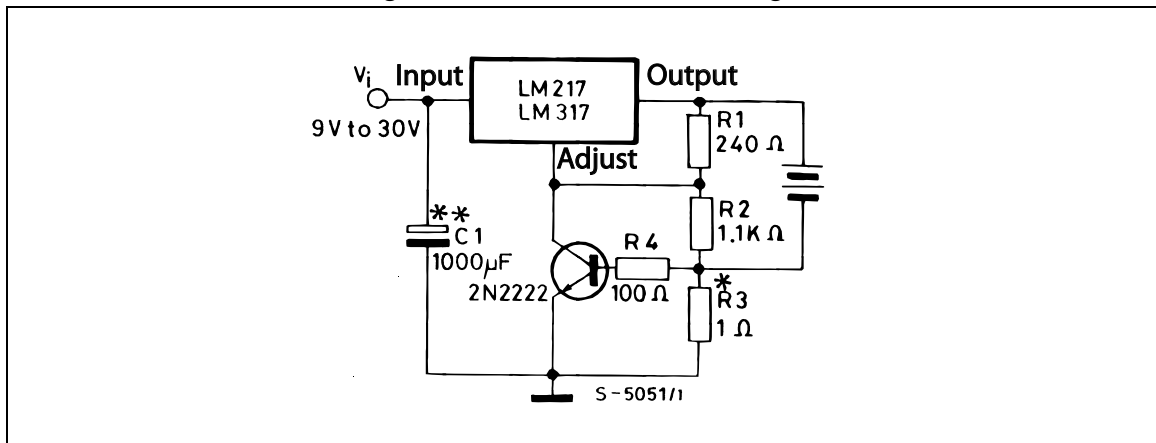 Vi
Input
LM217
LM317
Output
9V to 30V
Adjust
R1
240 Ω
**
C1
1000µF
R2
1.1K Ω
R4
100 Ω
2N2222
*
R3
1 Ω
S-5051/1